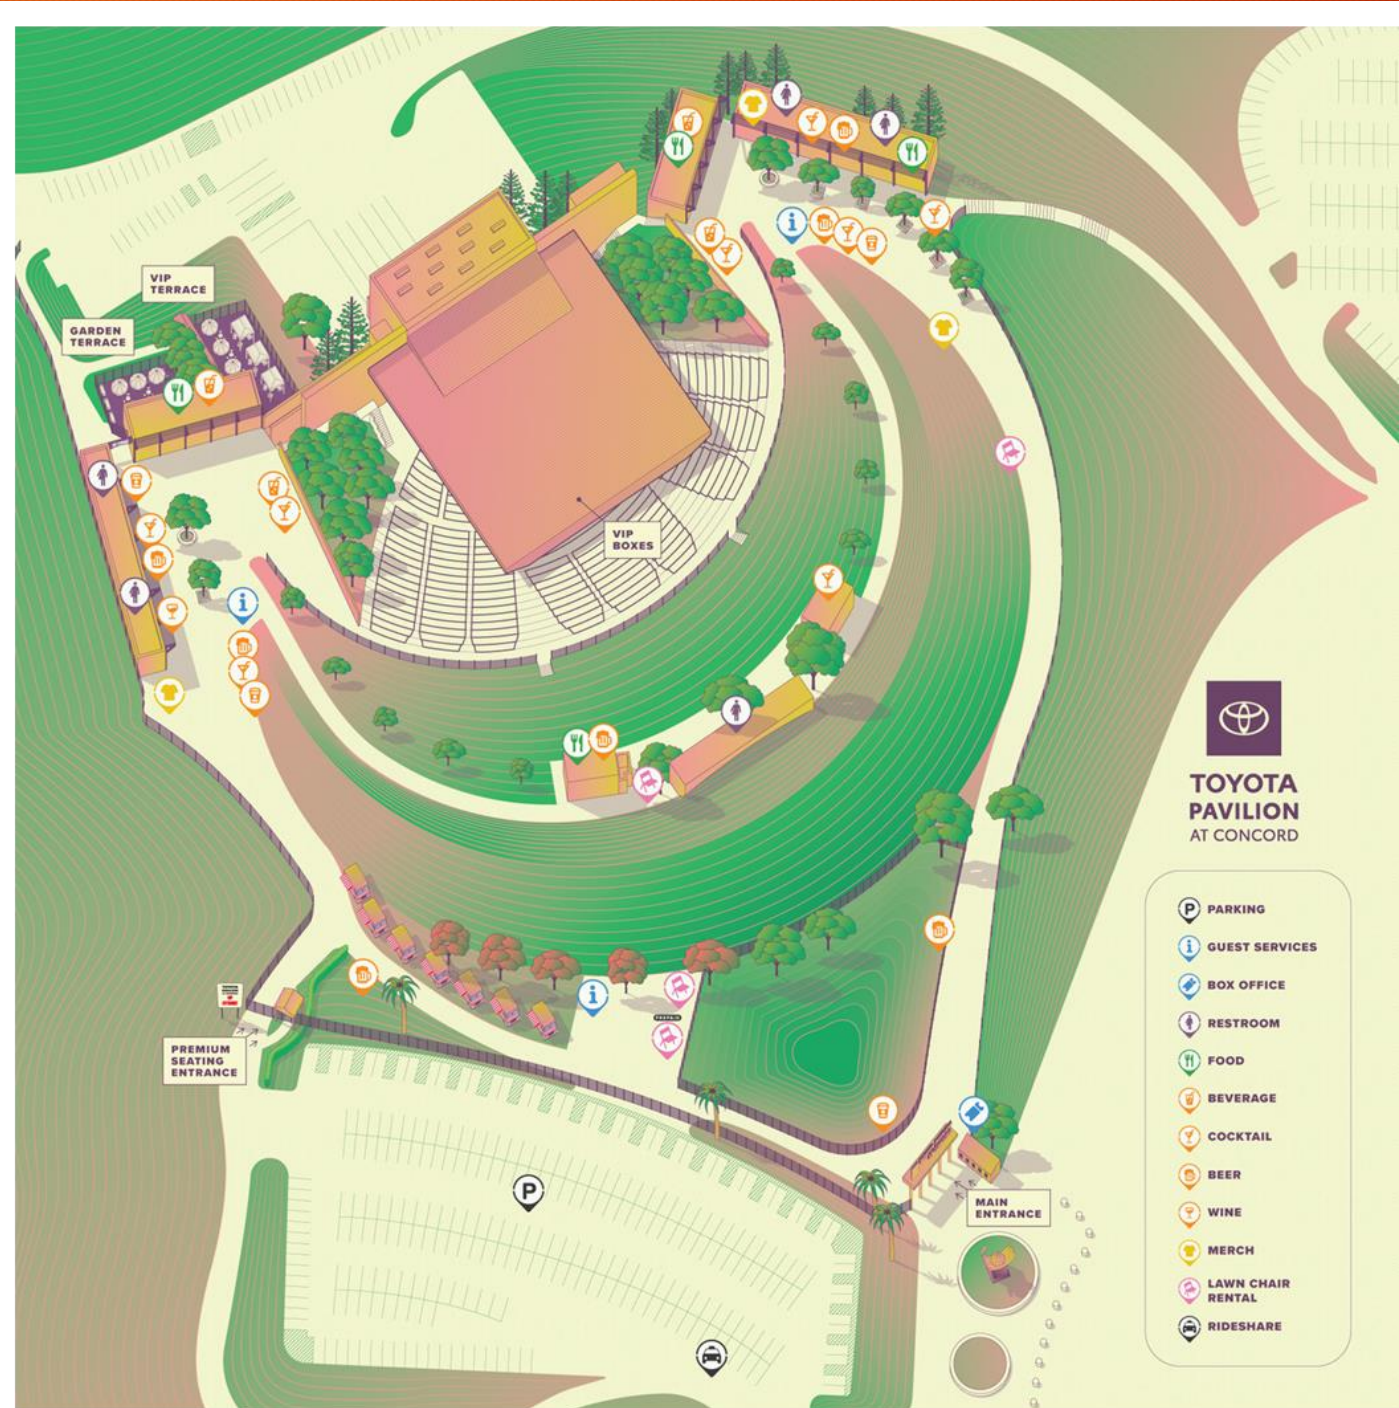 VIP
TERRACE
GARDEN
TERRACE
VIP
BOXES
TOYOTA
PAVILION
AT CONCORD
P PARKING
i GUEST SERVICES
BOX OFFICE
RESTROOM
FOOD
BEVERAGE
COCKTAIL
BEER
WINE
MERCH
LAWN CHAIR
RENTAL
RIDESHARE
PREMIUM
SEATING
ENTRANCE
MAIN
ENTRANCE
P
i
i
i